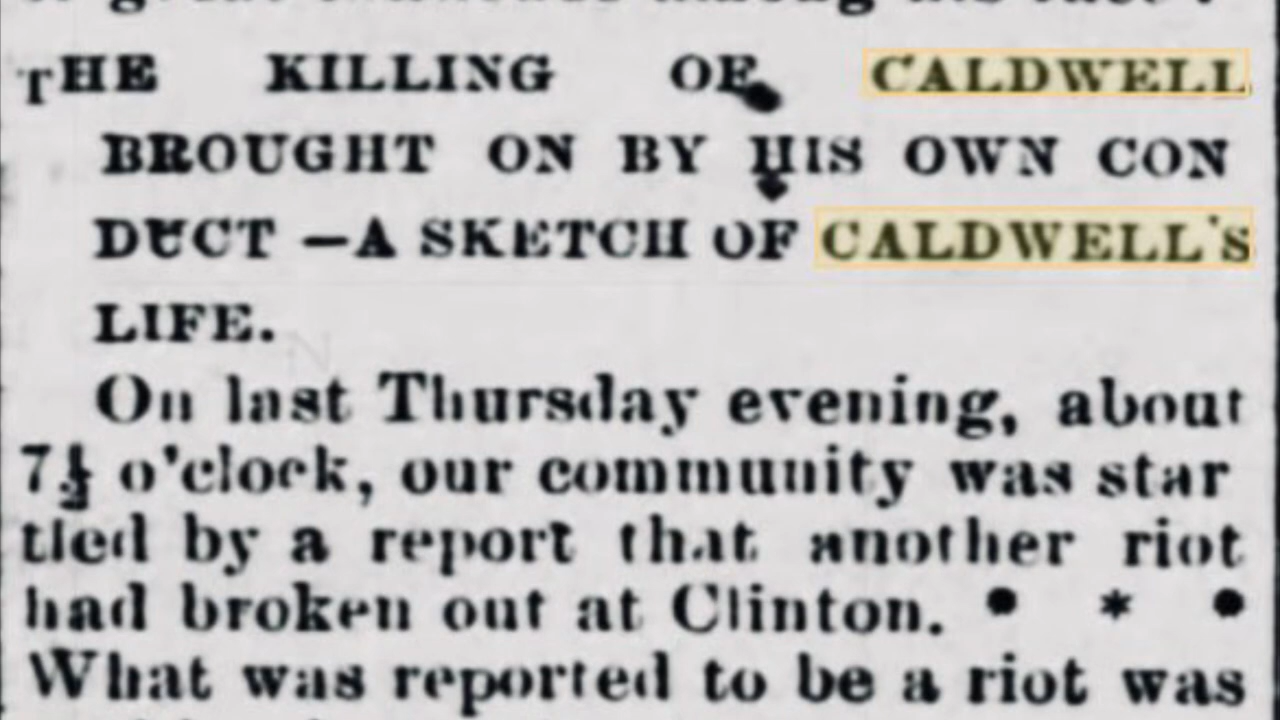 THE KILLING OF CALDWELL
BROUGHT ON BY HIS OWN CON
DUCT —A SKETCH OF CALDWELL'S
LIFE.
On last Thursday evening, about
7½ o'clock, our community was star
tled by a report that another riot
had broken out at Clinton. * * *
What was reported to be a riot was